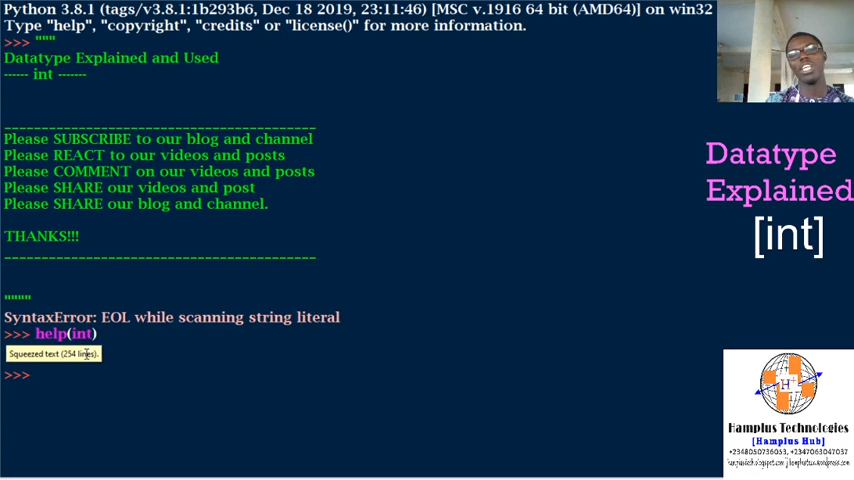 Python 3.8.1 (tags/v3.8.1:1b293b6, Dec 18 2019, 23:11:46) [MSC v.1916 64 bit (AMD64)] on win32
Type "help", "copyright", "credits" or "license()" for more information.
>>> """
Datatype Explained and Used
------ int -------
__________________________________________
Please SUBSCRIBE to our blog and channel
Please REACT to our videos and posts
Please COMMENT on our videos and posts
Please SHARE our videos and post
Please SHARE our blog and channel.
THANKS!!!
__________________________________________
"""""
SyntaxError: EOL while scanning string literal
>>> help(int)
Squeezed text (254 lines).
>>>
Datatype
Explained
[int]
H
Hamplus Technologies
[Hamplus Hub]
+2348050736053, +2347063047037